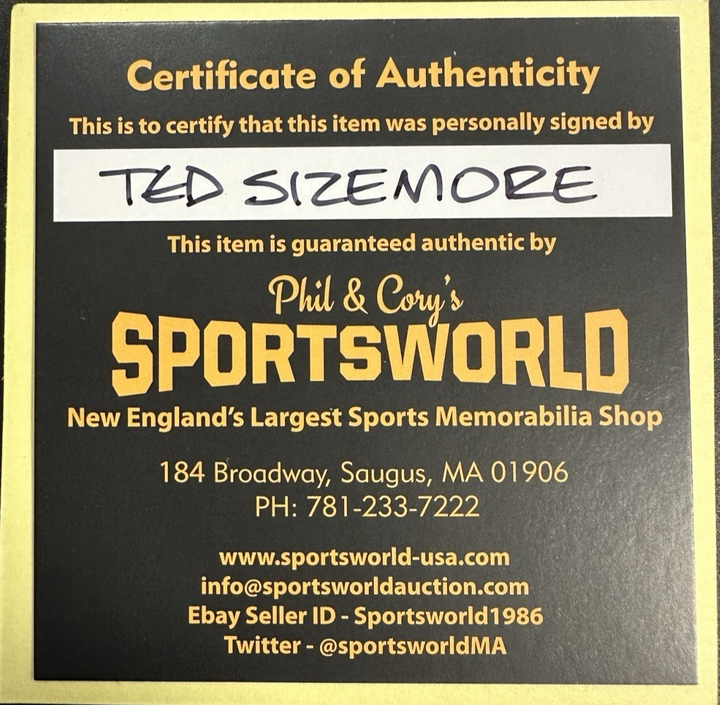 Certificate of Authenticity
This is to certify that this item was personally signed by
TED SIZEMORE
This item is guaranteed authentic by
Phil & Cory's
SPORTSWORLD
New England's Largest Sports Memorabilia Shop
184 Broadway, Saugus, MA 01906
PH: 781-233-7222
www.sportsworld-usa.com
info@sportsworldauction.com
Ebay Seller ID - Sportsworld1986
Twitter - @sportsworldMA